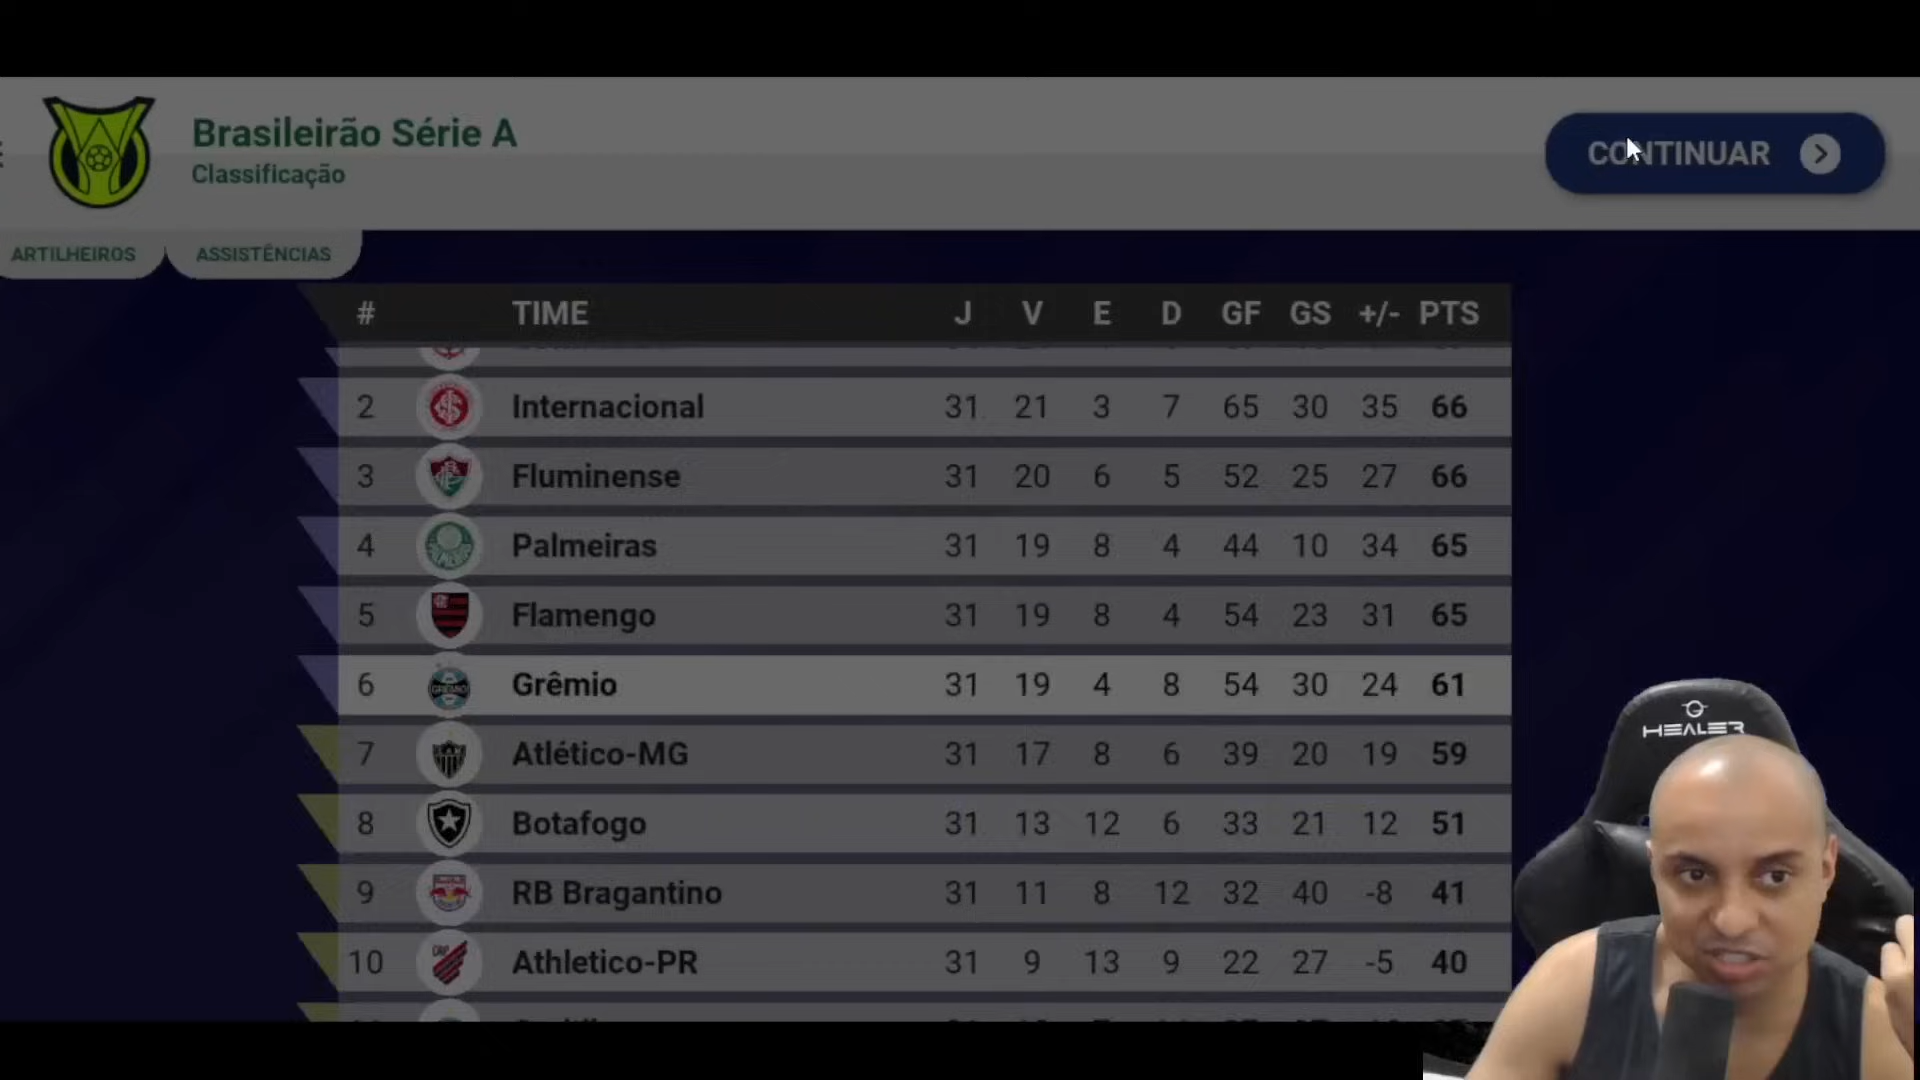 Brasileirão Série A
Classificação
CONTINUAR
ARTILHEIROS ASSISTÊNCIAS
# TIME J V E D GF GS +/- PTS
2 Internacional 31 21 3 7 65 30 35 66
3 Fluminense 31 20 6 5 52 25 27 66
4 Palmeiras 31 19 8 4 44 10 34 65
5 Flamengo 31 19 8 4 54 23 31 65
6 Grêmio 31 19 4 8 54 30 24 61
7 Atlético-MG 31 17 8 6 39 20 19 59
8 Botafogo 31 13 12 6 33 21 12 51
9 RB Bragantino 31 11 8 12 32 40 -8 41
10 Athletico-PR 31 9 13 9 22 27 -5 40
HEALER